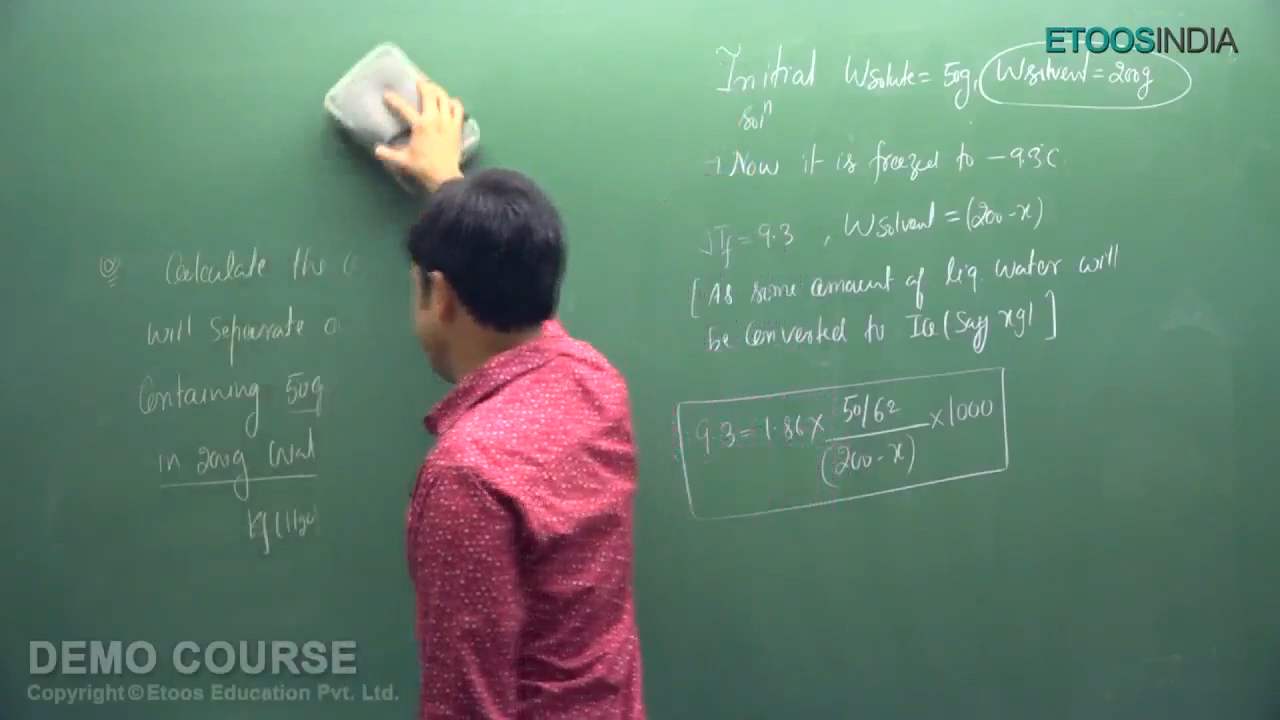 ETOOSINDIA
Initial Wsolute = 50g, Wsolvent = 200g
solⁿ
→ Now it is freezed to -9.3°C
ΔTf = 9.3 , Wsolvent = (200-x)
[As some amount of liq. water will
be converted to Ice (Say xg)]
9.3 = 1.86 × (50/62)/(200-x) × 1000
Calculate the
will separate
Containing 50g
in 200g Wat
Kf (H2O)
DEMO COURSE
Copyright © Etoos Education Pvt. Ltd.